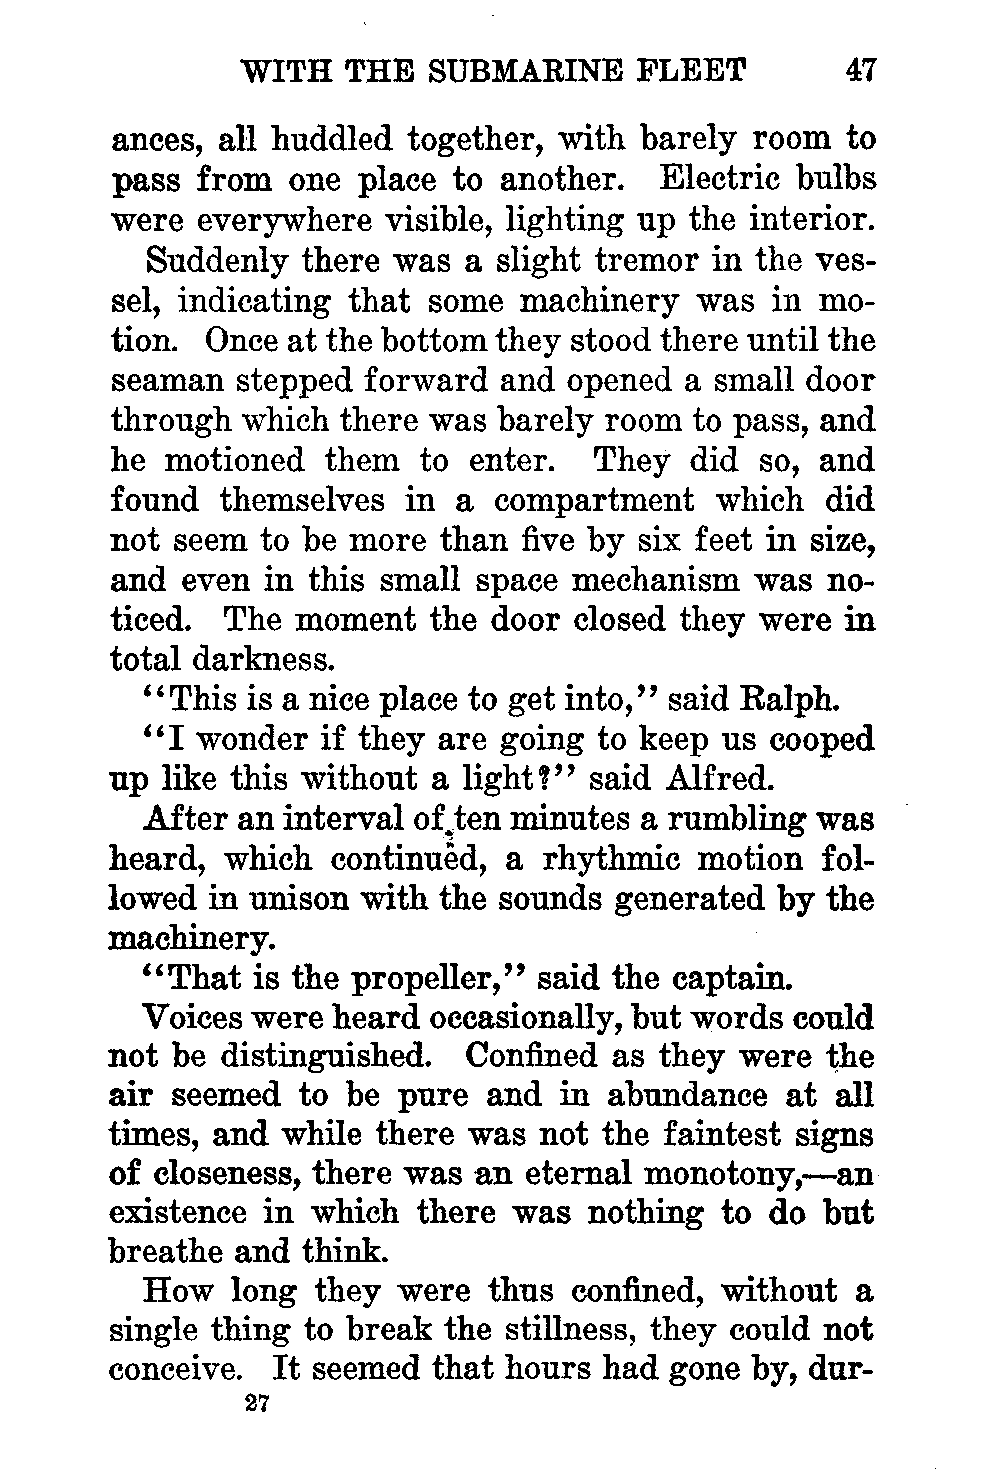 WITH THE SUBMARINE FLEET 47
ances, all huddled together, with barely room to
pass from one place to another. Electric bulbs
were everywhere visible, lighting up the interior.
Suddenly there was a slight tremor in the ves-
sel, indicating that some machinery was in mo-
tion. Once at the bottom they stood there until the
seaman stepped forward and opened a small door
through which there was barely room to pass, and
he motioned them to enter. They did so, and
found themselves in a compartment which did
not seem to be more than five by six feet in size,
and even in this small space mechanism was no-
ticed. The moment the door closed they were in
total darkness.
“This is a nice place to get into,” said Ralph.
“I wonder if they are going to keep us cooped
up like this without a light?” said Alfred.
After an interval of ten minutes a rumbling was
heard, which continued, a rhythmic motion fol-
lowed in unison with the sounds generated by the
machinery.
“That is the propeller,” said the captain.
Voices were heard occasionally, but words could
not be distinguished. Confined as they were the
air seemed to be pure and in abundance at all
times, and while there was not the faintest signs
of closeness, there was an eternal monotony,—an
existence in which there was nothing to do but
breathe and think.
How long they were thus confined, without a
single thing to break the stillness, they could not
conceive. It seemed that hours had gone by, dur-
27